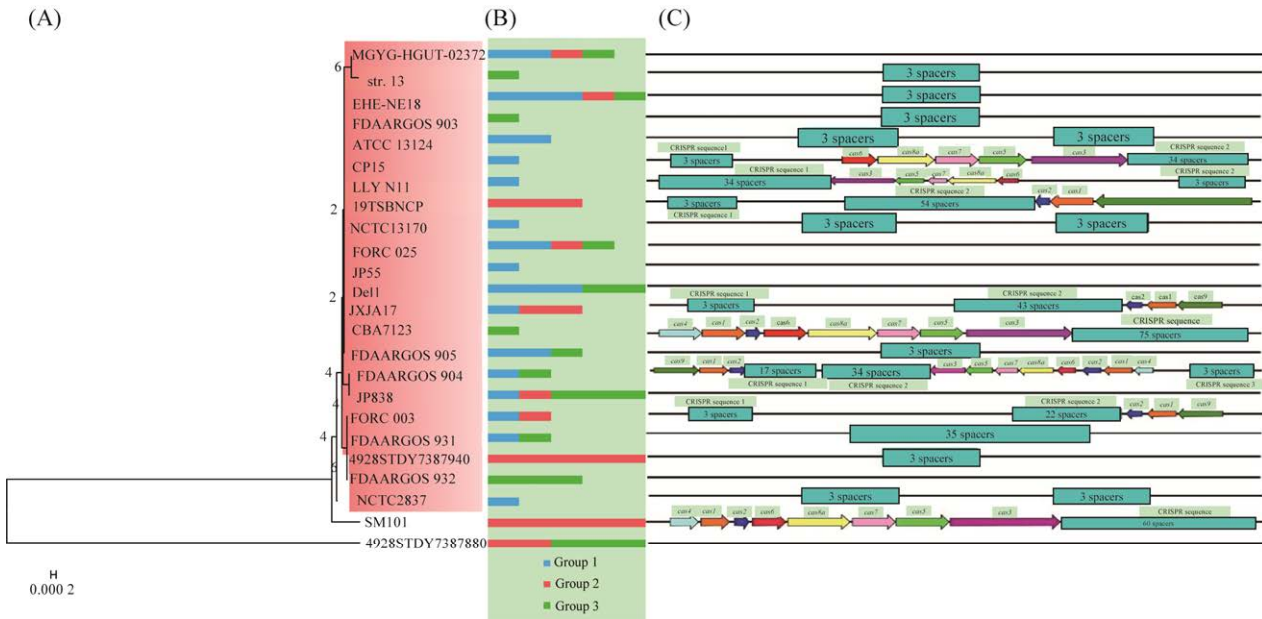 (A)
(B)
(C)
MGYG-HGUT-02372
str. 13
EHE-NE18
FDAARGOS 903
ATCC 13124
CP15
LLY N11
19TSBNCP
NCTC13170
FORC 025
JP55
Del1
JXJA17
CBA7123
FDAARGOS 905
FDAARGOS 904
JP838
FORC 003
FDAARGOS 931
4928STDY7387940
FDAARGOS 932
NCTC2837
SM101
4928STDY7387880
6
2
2
4
4
4
6
H
0.000 2
Group 1
Group 2
Group 3
3 spacers
3 spacers
3 spacers
3 spacers 3 spacers
CRISPR sequence1 cas6 cas8a cas7 cas5 cas3 CRISPR sequence 2
3 spacers 34 spacers
CRISPR sequence 1 cas3 cas5 cas7 cas8a cas6 CRISPR sequence 2
34 spacers 3 spacers
CRISPR sequence 2 cas2 cas1
3 spacers 54 spacers
CRISPR sequence 1
3 spacers 3 spacers
CRISPR sequence 1 CRISPR sequence 2 cas2 cas1 cas9
3 spacers 43 spacers
cas4 cas1 cas2 cas6 cas8a cas7 cas5 cas3 CRISPR sequence
75 spacers
3 spacers
cas9 cas1 cas2 17 spacers 34 spacers cas3 cas5 cas7 cas8a cas6 cas2 cas1 cas4 3 spacers
CRISPR sequence 1 CRISPR sequence 2 CRISPR sequence 3
CRISPR sequence 1 CRISPR sequence 2 cas2 cas1 cas9
3 spacers 22 spacers
35 spacers
3 spacers
3 spacers 3 spacers
cas4 cas1 cas2 cas6 cas8a cas7 cas5 cas3 CRISPR sequence
60 spacers